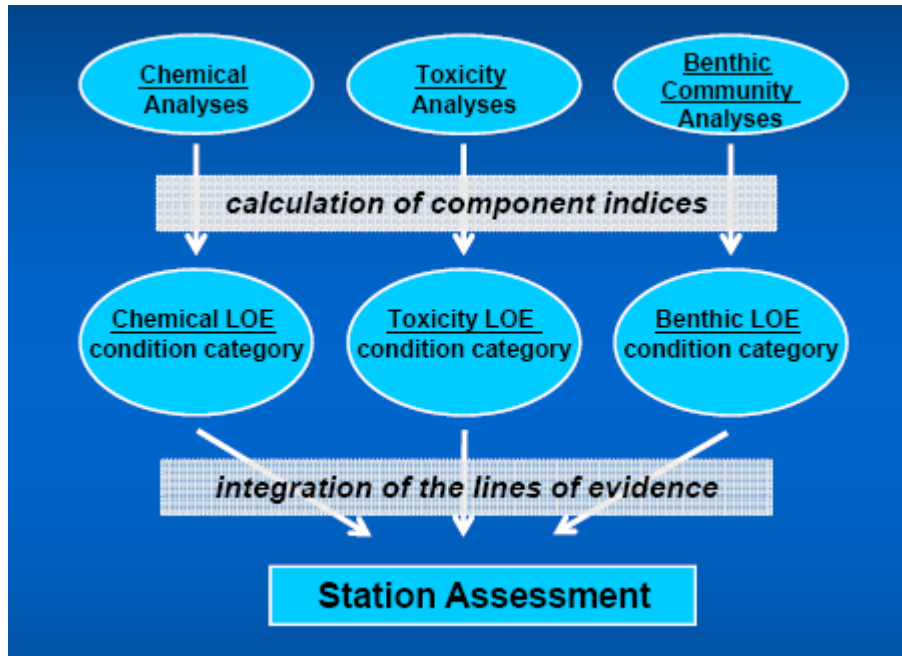 Chemical
Analyses
Toxicity
Analyses
Benthic
Community
Analyses
calculation of component indices
Chemical LOE
condition category
Toxicity LOE
condition category
Benthic LOE
condition category
integration of the lines of evidence
Station Assessment